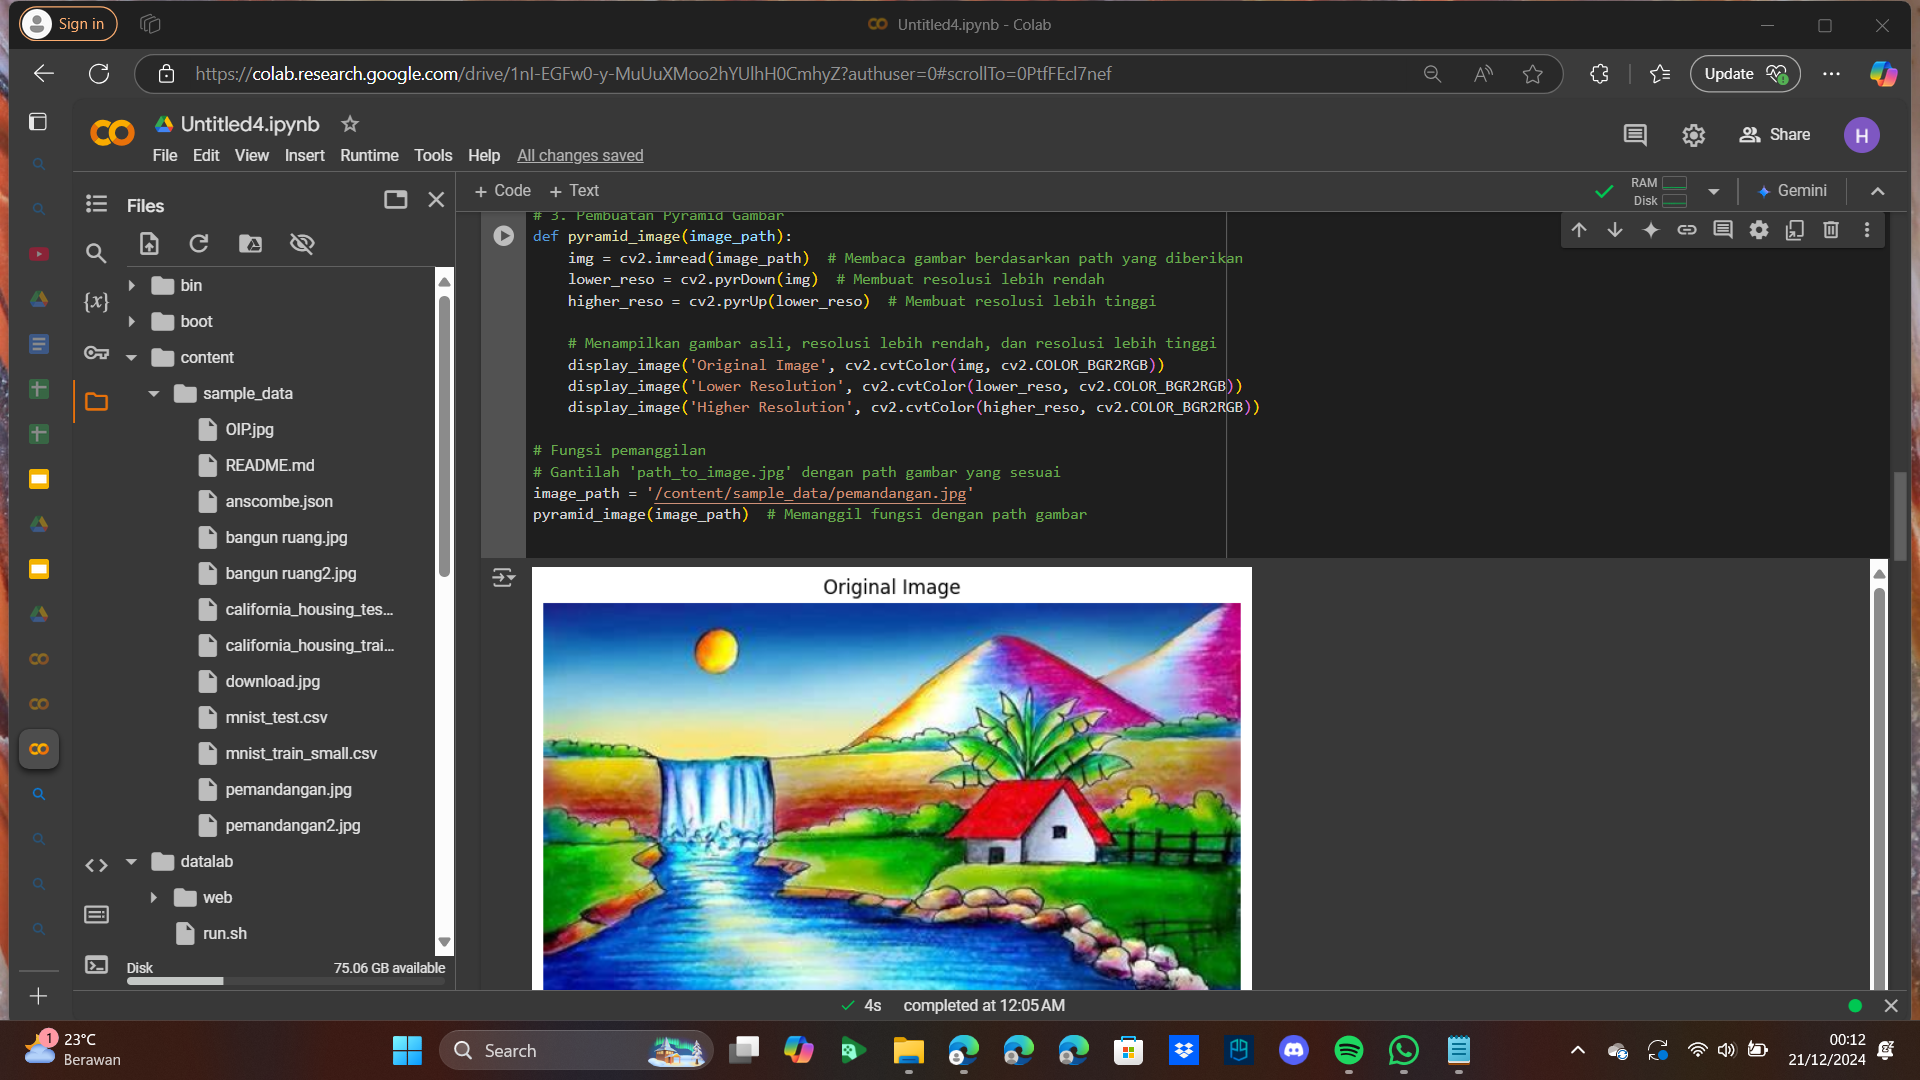 Sign in
Untitled4.ipynb - Colab
https://colab.research.google.com/drive/1nI-EGFw0-y-MuUuXMoo2hYUlhH0CmhyZ?authuser=0#scrollTo=0PtfFEcl7nef
Update
Untitled4.ipynb
File Edit View Insert Runtime Tools Help All changes saved
Share
H
Files
+ Code + Text
RAM
Disk
Gemini
bin
boot
content
sample_data
OIP.jpg
README.md
anscombe.json
bangun ruang.jpg
bangun ruang2.jpg
california_housing_tes...
california_housing_trai...
download.jpg
mnist_test.csv
mnist_train_small.csv
pemandangan.jpg
pemandangan2.jpg
datalab
web
run.sh
Disk 75.06 GB available
# 3. Pembuatan Pyramid Gambar
def pyramid_image(image_path):
img = cv2.imread(image_path) # Membaca gambar berdasarkan path yang diberikan
lower_reso = cv2.pyrDown(img) # Membuat resolusi lebih rendah
higher_reso = cv2.pyrUp(lower_reso) # Membuat resolusi lebih tinggi
# Menampilkan gambar asli, resolusi lebih rendah, dan resolusi lebih tinggi
display_image('Original Image', cv2.cvtColor(img, cv2.COLOR_BGR2RGB))
display_image('Lower Resolution', cv2.cvtColor(lower_reso, cv2.COLOR_BGR2RGB))
display_image('Higher Resolution', cv2.cvtColor(higher_reso, cv2.COLOR_BGR2RGB))
# Fungsi pemanggilan
# Gantilah 'path_to_image.jpg' dengan path gambar yang sesuai
image_path = '/content/sample_data/pemandangan.jpg'
pyramid_image(image_path) # Memanggil fungsi dengan path gambar
Original Image
4s completed at 12:05 AM
1
23°C
Berawan
Search
00:12
21/12/2024